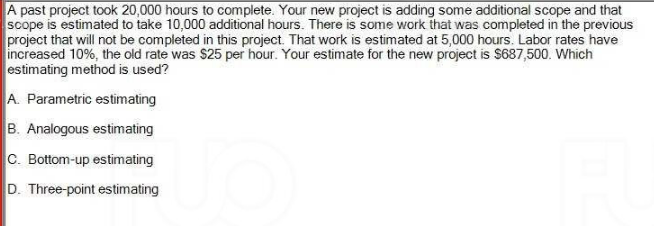 A past project took 20,000 hours to complete. Your new project is adding some additional scope and that
scope is estimated to take 10,000 additional hours. There is some work that was completed in the previous
project that will not be completed in this project. That work is estimated at 5,000 hours. Labor rates have
increased 10%, the old rate was $25 per hour. Your estimate for the new project is $687,500. Which
estimating method is used?
A. Parametric estimating
B. Analogous estimating
C. Bottom-up estimating
D. Three-point estimating
FUO
FU